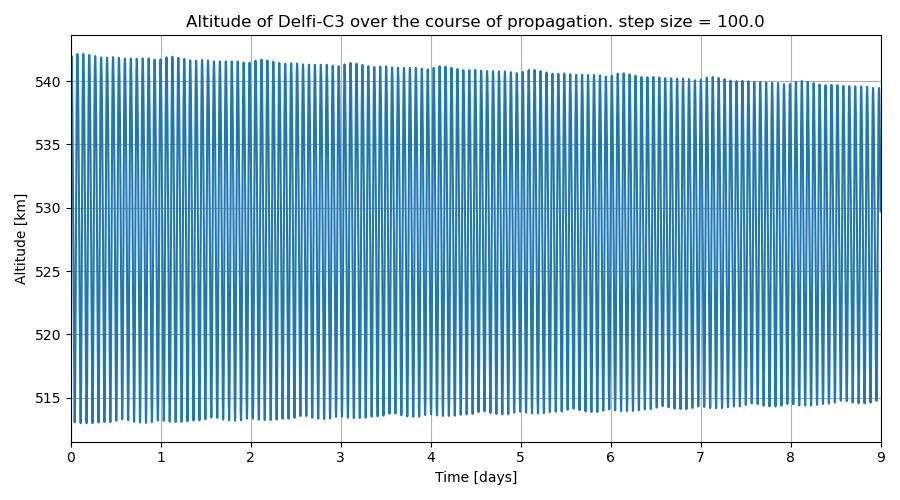 Altitude of Delfi-C3 over the course of propagation. step size = 100.0
Altitude [km]
540
535
530
525
520
515
0 1 2 3 4 5 6 7 8 9
Time [days]